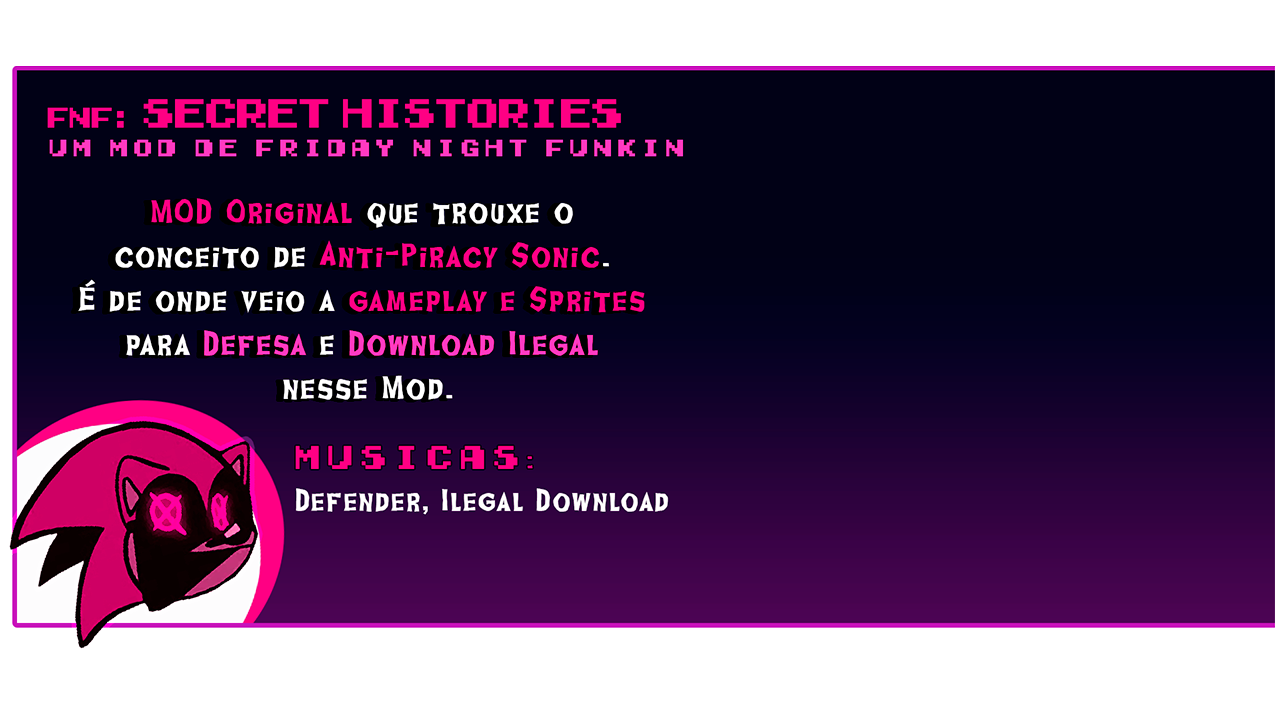 FNF: SECRET HISTORIES
UM MOD DE FRIDAY NIGHT FUNKIN
MOD Original que trouxe o
conceito de Anti-Piracy Sonic.
É de onde veio a gameplay e Sprites
para Defesa e Download Ilegal
nesse Mod.
MUSICAS:
Defender, Ilegal Download